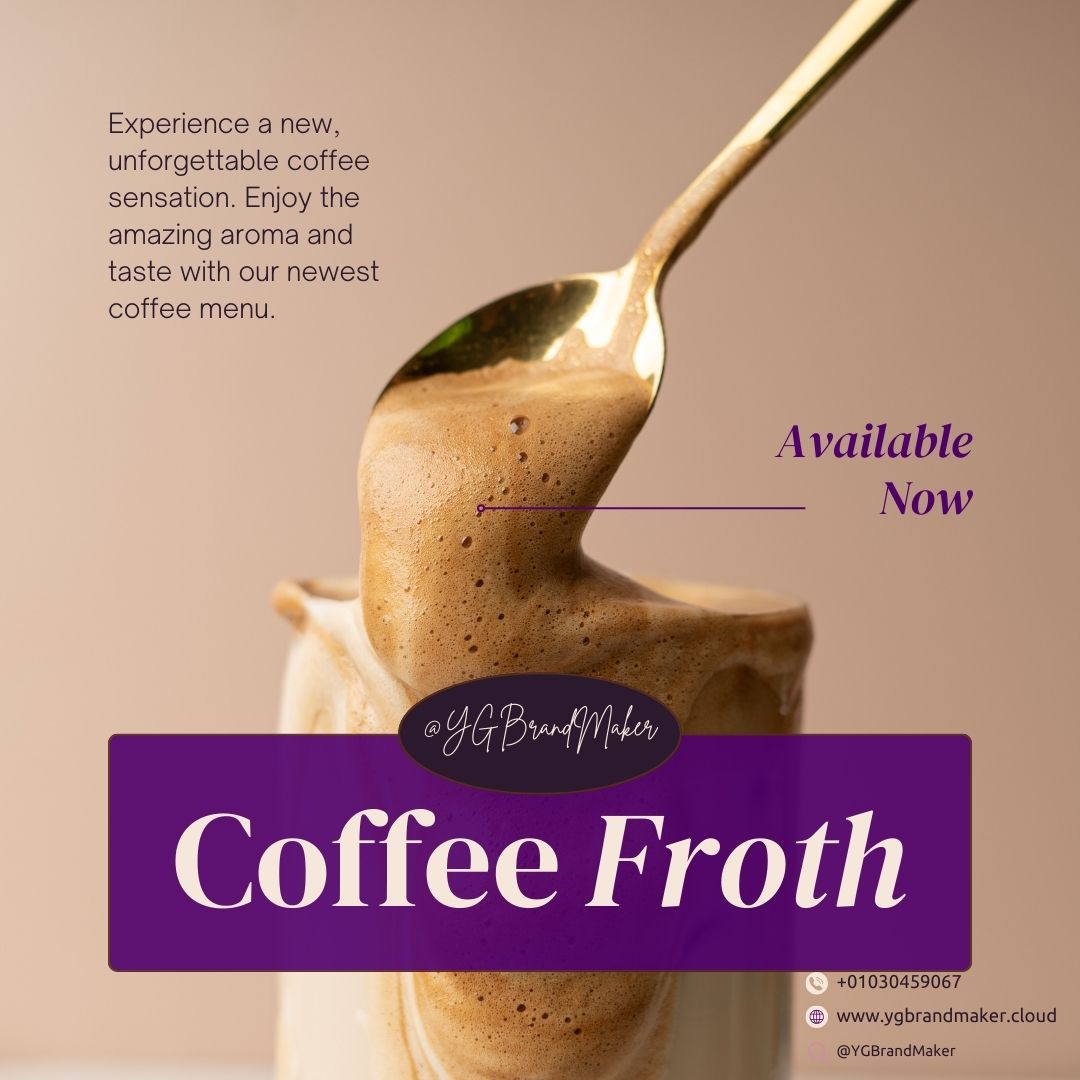 Experience a new,
unforgettable coffee
sensation. Enjoy the
amazing aroma and
taste with our newest
coffee menu.
Available
Now
@YGBrandMaker
Coffee Froth
+01030459067
www.ygbrandmaker.cloud
@YGBrandMaker